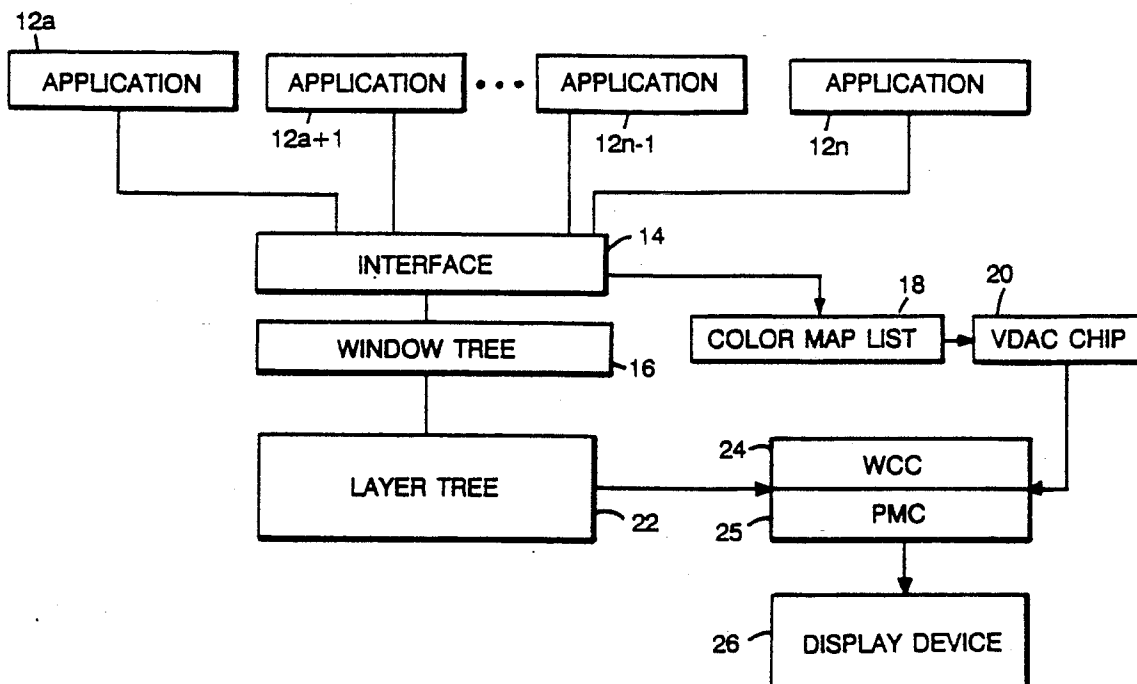 12a
APPLICATION
APPLICATION
• • •
APPLICATION
APPLICATION
12a+1
12n-1
12n
14
INTERFACE
18
20
COLOR MAP LIST
VDAC CHIP
WINDOW TREE
16
24
WCC
LAYER TREE
22
25
PMC
26
DISPLAY DEVICE